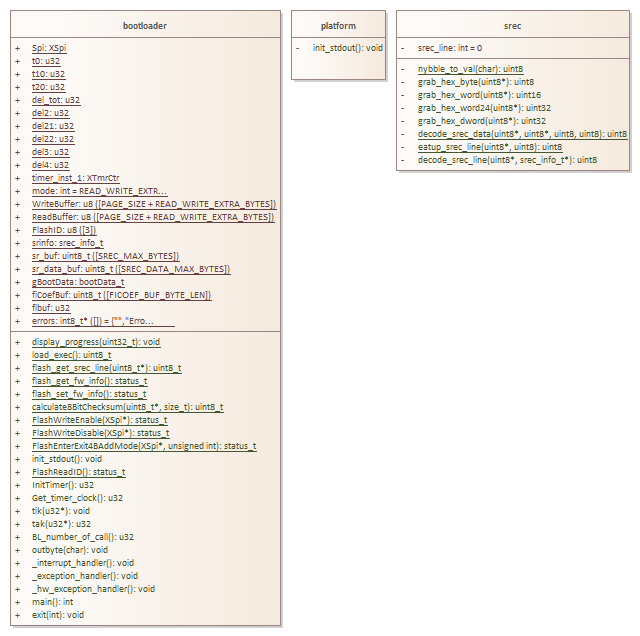 bootloader
+ Spi: XSpi
+ t0: u32
+ t10: u32
+ t20: u32
+ del_tot: u32
+ del2: u32
+ del21: u32
+ del22: u32
+ del3: u32
+ del4: u32
+ timer_inst_1: XTmrCtr
+ mode: int = READ_WRITE_EXTR...
+ WriteBuffer: u8 ([PAGE_SIZE + READ_WRITE_EXTRA_BYTES])
+ ReadBuffer: u8 ([PAGE_SIZE + READ_WRITE_EXTRA_BYTES])
+ FlashID: u8 ([3])
+ srinfo: srec_info_t
+ sr_buf: uint8_t ([SREC_MAX_BYTES])
+ sr_data_buf: uint8_t ([SREC_DATA_MAX_BYTES])
+ gBootData: bootData_t
+ fiCoefBuf: uint8_t ([FICOEF_BUF_BYTE_LEN])
+ flbuf: u32
+ errors: int8_t* ([]) = {"","Erro...
+ display_progress(uint32_t): void
+ load_exec(): uint8_t
+ flash_get_srec_line(uint8_t*): uint8_t
+ flash_get_fw_info(): status_t
+ flash_set_fw_info(): status_t
+ calculate8BitChecksum(uint8_t*, size_t): uint8_t
+ FlashWriteEnable(XSpi*): status_t
+ FlashWriteDisable(XSpi*): status_t
+ FlashEnterExit4BAddMode(XSpi*, unsigned int): status_t
+ init_stdout(): void
+ FlashReadID(): status_t
+ InitTimer(): u32
+ Get_timer_clock(): u32
+ tik(u32*): void
+ tak(u32*): u32
+ BL_number_of_call(): u32
+ outbyte(char): void
+ _interrupt_handler(): void
+ _exception_handler(): void
+ _hw_exception_handler(): void
+ main(): int
+ exit(int): void
platform
- init_stdout(): void
srec
- srec_line: int = 0
- nybble_to_val(char): uint8
- grab_hex_byte(uint8*): uint8
- grab_hex_word(uint8*): uint16
- grab_hex_word24(uint8*): uint32
- grab_hex_dword(uint8*): uint32
- decode_srec_data(uint8*, uint8*, uint8, uint8): uint8
- eatup_srec_line(uint8*, uint8): uint8
- decode_srec_line(uint8*, srec_info_t*): uint8